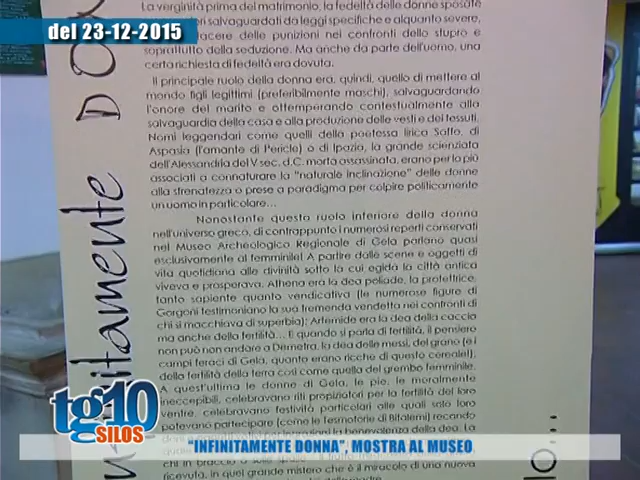 La verginità prima del matrimonio, la fedeltà delle donne sposate
salvaguardati da leggi specifiche e alquanto severe,
del 23-12-2015
acere delle punizioni nei confronti dello stupro e
soprattutto della seduzione. Ma anche da parte dell'uomo, una
certa richiesta di fedeltà era dovuta.
Il principale ruolo della donna era, quindi, quello di mettere al
mondo figli legittimi (preferibilmente maschi), salvaguardando
l'onore del marito e ottemperando contestualmente alla
salvaguardia della casa e alla produzione delle vesti e dei tessuti.
Nomi leggendari come quelli della poetessa lirica Saffo, di
Aspasia (l'amante di Pericle) o di Ipazia, la grande scienziata
dell'Alessandria del V sec. d.C. morta assassinata, erano per lo più
associati a connaturare la "naturale inclinazione" delle donne
alla sfrenatezza o prese a paradigma per colpire politicamente
un uomo in particolare...
Nonostante questo ruolo inferiore della donna
nell'universo greco, di contrappunto i numerosi reperti conservati
nel Museo Archeologico Regionale di Gela parlano quasi
esclusivamente al femminile! A partire dalle scene e oggetti di
vita quotidiana alle divinità sotto la cui egida la città antica
viveva e prosperava. Athena era la dea poliade, la protettrice,
tanto sapiente quanto vendicativa (le numerose figure di
Gorgoni testimoniano la sua tremenda vendetta nei confronti di
chi si macchiava di superbia); Artemide era la dea della caccia
ma anche della fertilità... E quando si parla di fertilità, il pensiero
non può non andare a Demetra, la dea delle messi, del grano (e i
campi feraci di Gela, quanto erano ricche di questo cereale!),
della fertilità della terra così come quella del grembo femminile.
A quest'ultima le donne di Gela, le pie, le moralmente
ineccepibili, celebravano riti propiziatori per la fertilità del loro
ventre, celebravano festività particolari alle quali solo loro
potevano partecipare (come le Tesmoforie di Bitalemi) recando
la benevolenza della dea. La
chi in braccio o sulle spalle
ricevuta, in quel grande mistero che è il miracolo di una nuova
nitamente Do
lo...
tg10
SILOS
"INFINITAMENTE DONNA", MOSTRA AL MUSEO